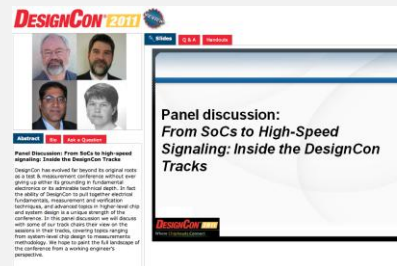 DESIGNCON® 2011
Slides Q & A Handouts
Panel discussion:
From SoCs to High-Speed
Signaling: Inside the DesignCon
Tracks
DESIGNCON® 2011
Abstract Bio Ask a Question
Panel Discussion: From SoCs to high-speed
signaling: Inside the DesignCon Tracks
DesignCon has evolved far beyond its original roots
as a test & measurement conference without ever
giving up either its grounding in fundamental
electronics or its admirable technical depth. In fact
the ability of DesignCon to pull together electrical
fundamentals, measurement and verification
techniques, and advanced topics in higher-level chip
and system design is a unique strength of the
conference. In this panel discussion we will discuss
with some of our track chairs their view on the
sessions in their tracks, covering topics ranging
from system-level chip design to measurements
methodology. We hope to paint the full landscape of
the conference from a working engineer's
perspective.